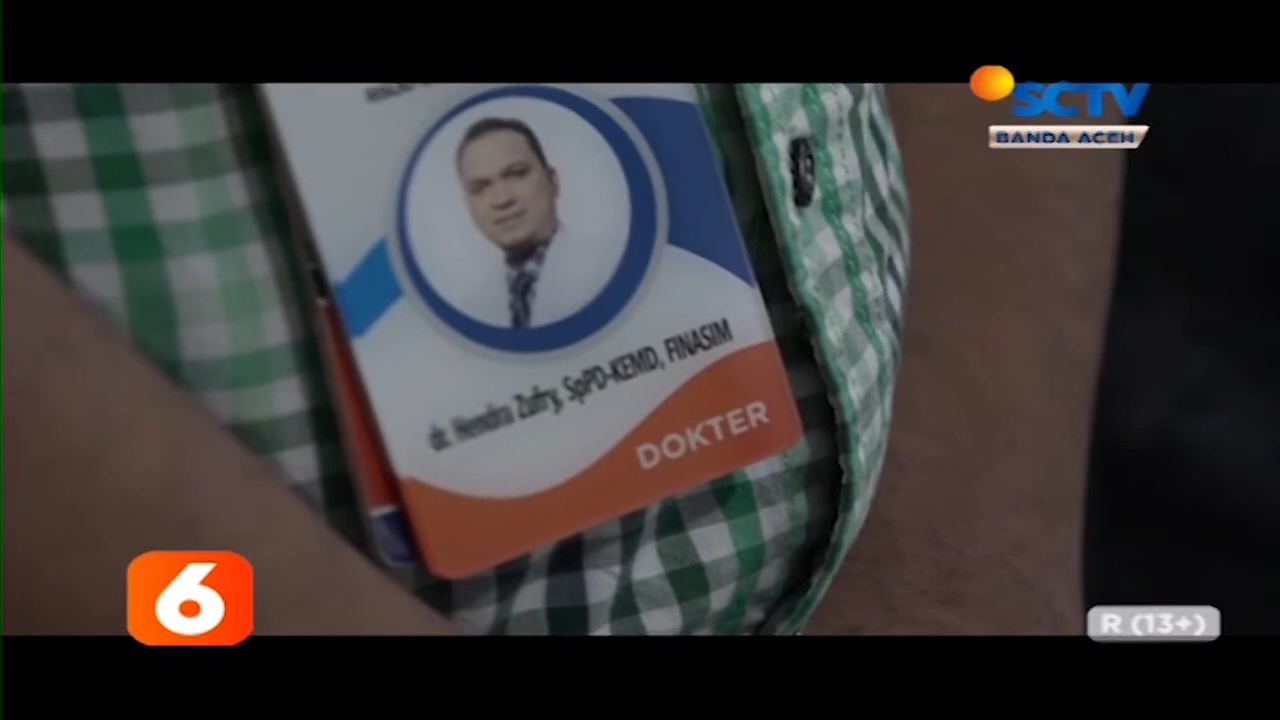 SCTV
BANDA ACEH
dr. Hendra Zufry, SpPD-KEMD, FINASIM
DOKTER
6
R (13+)